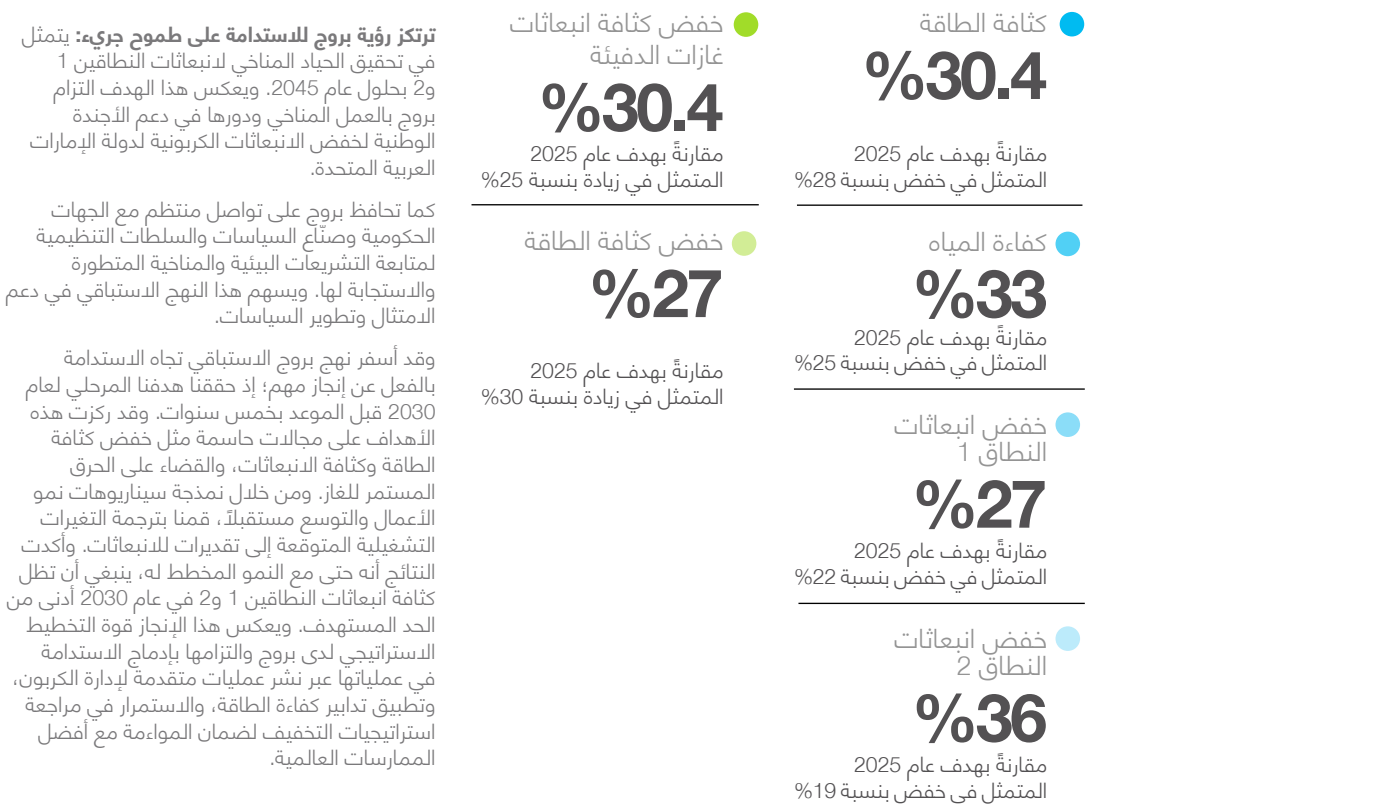 كثافة الطاقة
%30.4
مقارنةً بهدف عام 2025
المتمثل في خفض بنسبة 28%
كفاءة المياه
%33
مقارنةً بهدف عام 2025
المتمثل في خفض بنسبة 25%
خفض انبعاثات
النطاق 1
%27
مقارنةً بهدف عام 2025
المتمثل في خفض بنسبة 22%
خفض انبعاثات
النطاق 2
%36
مقارنةً بهدف عام 2025
المتمثل في خفض بنسبة 19%
خفض كثافة انبعاثات
غازات الدفيئة
%30.4
مقارنةً بهدف عام 2025
المتمثل في زيادة بنسبة 25%
خفض كثافة الطاقة
%27
مقارنةً بهدف عام 2025
المتمثل في زيادة بنسبة 30%
ترتكز رؤية بروج للاستدامة على طموح جريء: يتمثل
في تحقيق الحياد المناخي لانبعاثات النطاقين 1
و2 بحلول عام 2045. ويعكس هذا الهدف التزام
بروج بالعمل المناخي ودورها في دعم الأجندة
الوطنية لخفض الانبعاثات الكربونية لدولة الإمارات
العربية المتحدة.
كما تحافظ بروج على تواصل منتظم مع الجهات
الحكومية وصنّاع السياسات والسلطات التنظيمية
لمتابعة التشريعات البيئية والمناخية المتطورة
والاستجابة لها. ويسهم هذا النهج الاستباقي في دعم
الامتثال وتطوير السياسات.
وقد أسفر نهج بروج الاستباقي تجاه الاستدامة
بالفعل عن إنجاز مهم؛ إذ حققنا هدفنا المرحلي لعام
2030 قبل الموعد بخمس سنوات. وقد ركزت هذه
الأهداف على مجالات حاسمة مثل خفض كثافة
الطاقة وكثافة الانبعاثات، والقضاء على الحرق
المستمر للغاز. ومن خلال نمذجة سيناريوهات نمو
الأعمال والتوسع مستقبلًا، قمنا بترجمة التغيرات
التشغيلية المتوقعة إلى تقديرات للانبعاثات. وأكدت
النتائج أنه حتى مع النمو المخطط له، ينبغي أن تظل
كثافة انبعاثات النطاقين 1 و2 في عام 2030 أدنى من
الحد المستهدف. ويعكس هذا الإنجاز قوة التخطيط
الاستراتيجي لدى بروج والتزامها بإدماج الاستدامة
في عملياتها عبر نشر عمليات متقدمة لإدارة الكربون،
وتطبيق تدابير كفاءة الطاقة، والاستمرار في مراجعة
استراتيجيات التخفيف لضمان المواءمة مع أفضل
الممارسات العالمية.